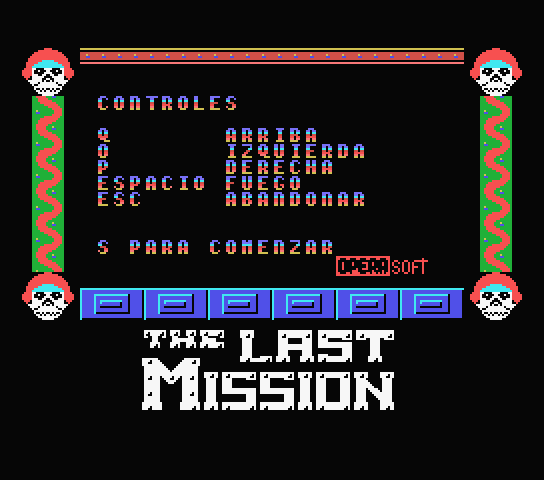 CONTROLES
Q ARRIBA
O IZQUIERDA
P DERECHA
ESPACIO FUEGO
ESC ABANDONAR
S PARA COMENZAR
OPERA SOFT
THE LAST
MISSION